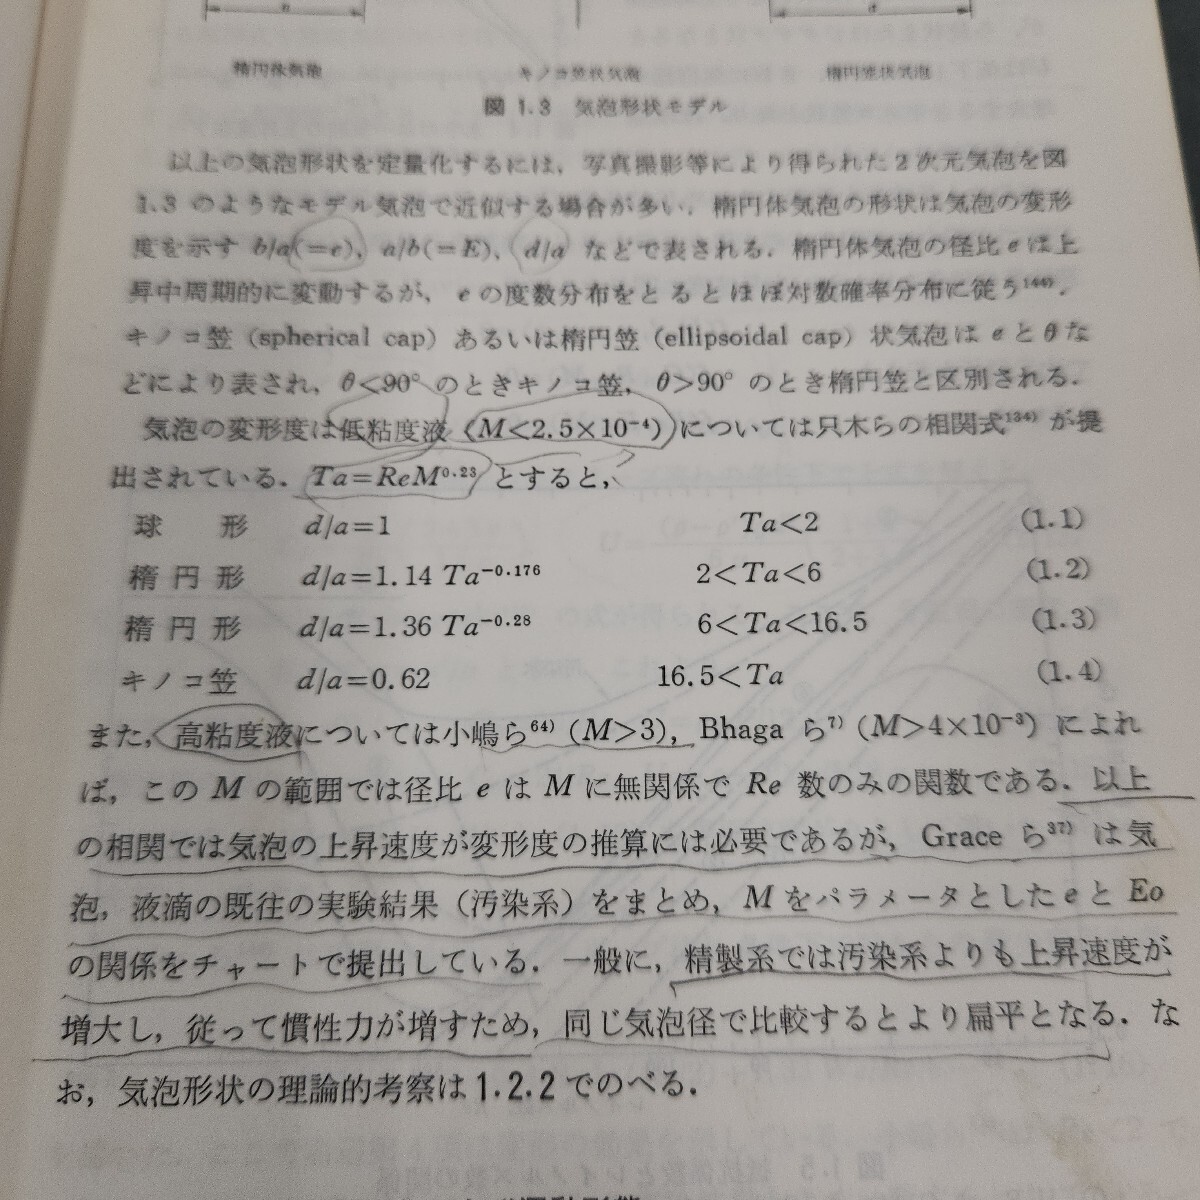 楕円体気泡 キノコ笠状気泡 楕円笠状気泡
図 1.3 気泡形状モデル
以上の気泡形状を定量化するには，写真撮影等により得られた2次元気泡を図
1.3 のようなモデル気泡で近似する場合が多い．楕円体気泡の形状は気泡の変形
度を示す b/a(=e)，a/b(=E)，d/a などで表される．楕円体気泡の径比 e は上
昇中周期的に変動するが，e の度数分布をとるとほぼ対数確率分布に従う¹⁴⁴⁾．
キノコ笠（spherical cap）あるいは楕円笠（ellipsoidal cap）状気泡は e と θ な
どにより表され，θ<90° のときキノコ笠，θ>90° のとき楕円笠と区別される．
気泡の変形度は低粘度液（M<2.5×10⁻⁴）については只木らの相関式¹³⁴⁾ が提
出されている．Ta=ReM⁰·²³ とすると，
球形 d/a=1 Ta<2 (1.1)
楕円形 d/a=1.14 Ta⁻⁰·¹⁷⁶ 2<Ta<6 (1.2)
楕円形 d/a=1.36 Ta⁻⁰·²⁸ 6<Ta<16.5 (1.3)
キノコ笠 d/a=0.62 16.5<Ta (1.4)
また，高粘度液については小嶋ら⁶⁴⁾（M>3），Bhaga ら⁷⁾（M>4×10⁻³）によれ
ば，この M の範囲では径比 e は M に無関係で Re 数のみの関数である．以上
の相関では気泡の上昇速度が変形度の推算には必要であるが，Grace ら³⁷⁾ は気
泡，液滴の既往の実験結果（汚染系）をまとめ，M をパラメータとした e と Eo
の関係をチャートで提出している．一般に，精製系では汚染系よりも上昇速度が
増大し，従って慣性力が増すため，同じ気泡径で比較するとより扁平となる．な
お，気泡形状の理論的考察は1.2.2でのべる．